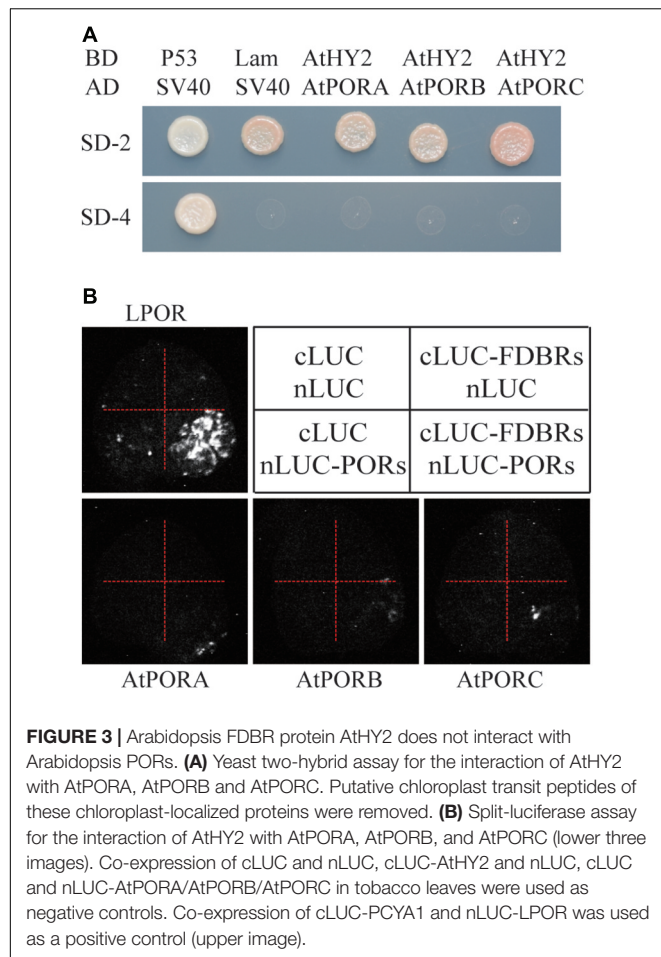 A
BD P53 Lam AtHY2 AtHY2 AtHY2
AD SV40 SV40 AtPORA AtPORB AtPORC
SD-2
SD-4
B
LPOR
cLUC
nLUC
cLUC-FDBRs
nLUC
cLUC
nLUC-PORs
cLUC-FDBRs
nLUC-PORs
AtPORA AtPORB AtPORC
FIGURE 3 | Arabidopsis FDBR protein AtHY2 does not interact with
Arabidopsis PORs. (A) Yeast two-hybrid assay for the interaction of AtHY2
with AtPORA, AtPORB and AtPORC. Putative chloroplast transit peptides of
these chloroplast-localized proteins were removed. (B) Split-luciferase assay
for the interaction of AtHY2 with AtPORA, AtPORB, and AtPORC (lower three
images). Co-expression of cLUC and nLUC, cLUC-AtHY2 and nLUC, cLUC
and nLUC-AtPORA/AtPORB/AtPORC in tobacco leaves were used as
negative controls. Co-expression of cLUC-PCYA1 and nLUC-LPOR was used
as a positive control (upper image).